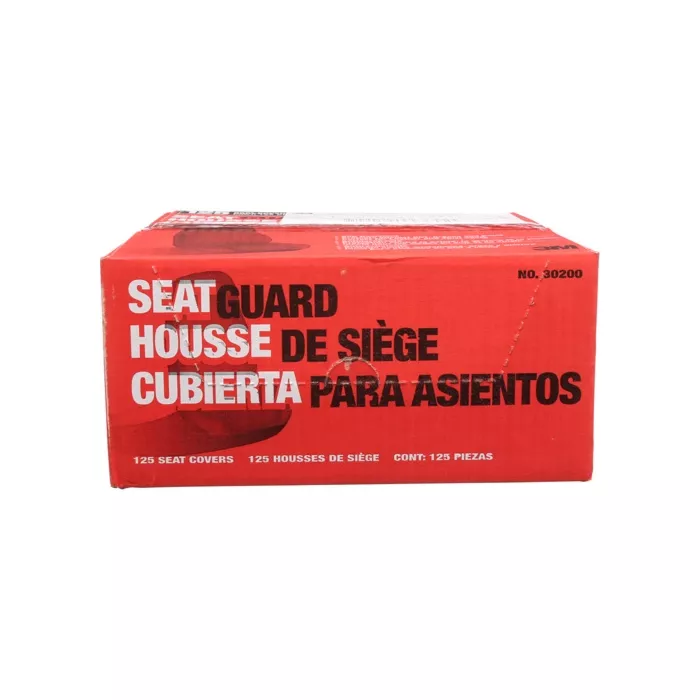 NO. 30200
SEAT GUARD
HOUSSE DE SIÈGE
CUBIERTA PARA ASIENTOS
125 SEAT COVERS 125 HOUSSES DE SIÈGE CONT: 125 PIEZAS